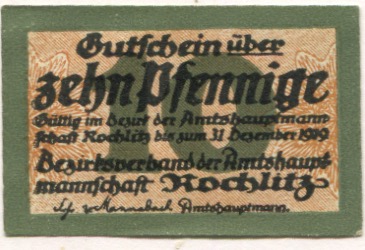 Gutschein über
zehn Pfennige
Gültig im Bezirk der Amtshauptmann-
schaft Rochlitz bis zum 31. Dezember 1919
Bezirksverband der Amtshaupt-
mannschaft Rochlitz
Amtshauptmann.
10